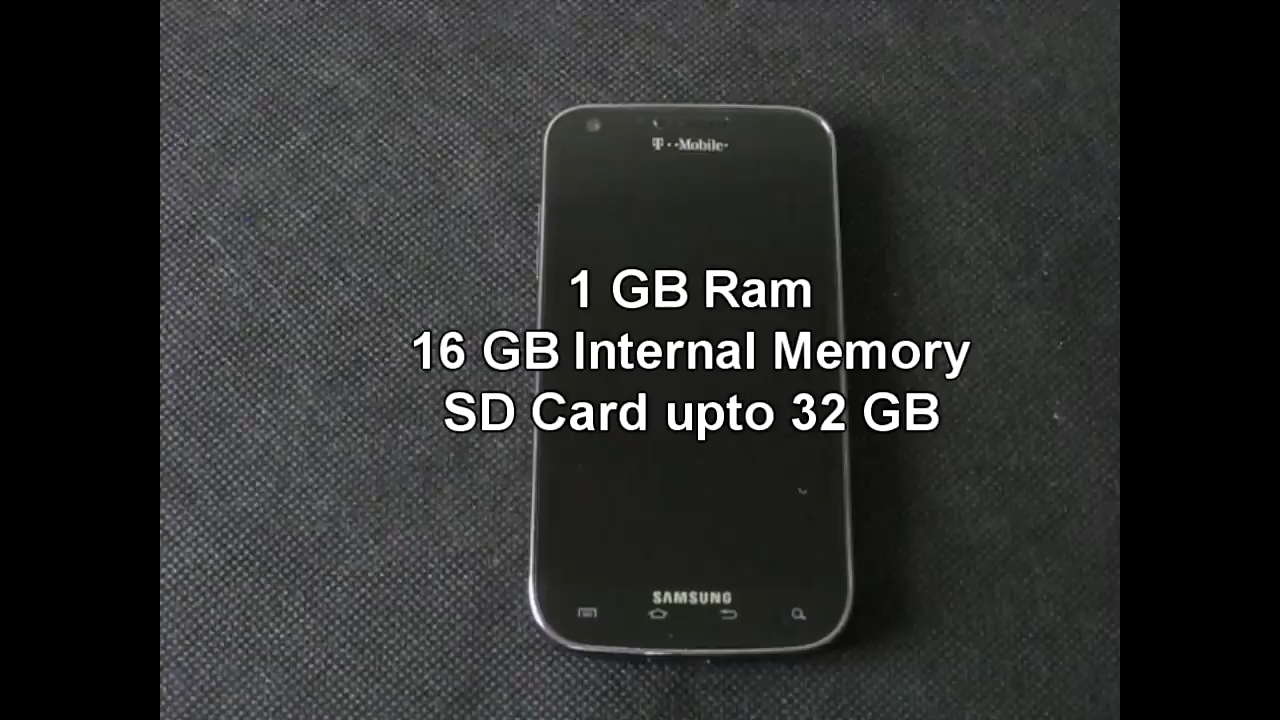 T··Mobile·
1 GB Ram
16 GB Internal Memory
SD Card upto 32 GB
SAMSUNG